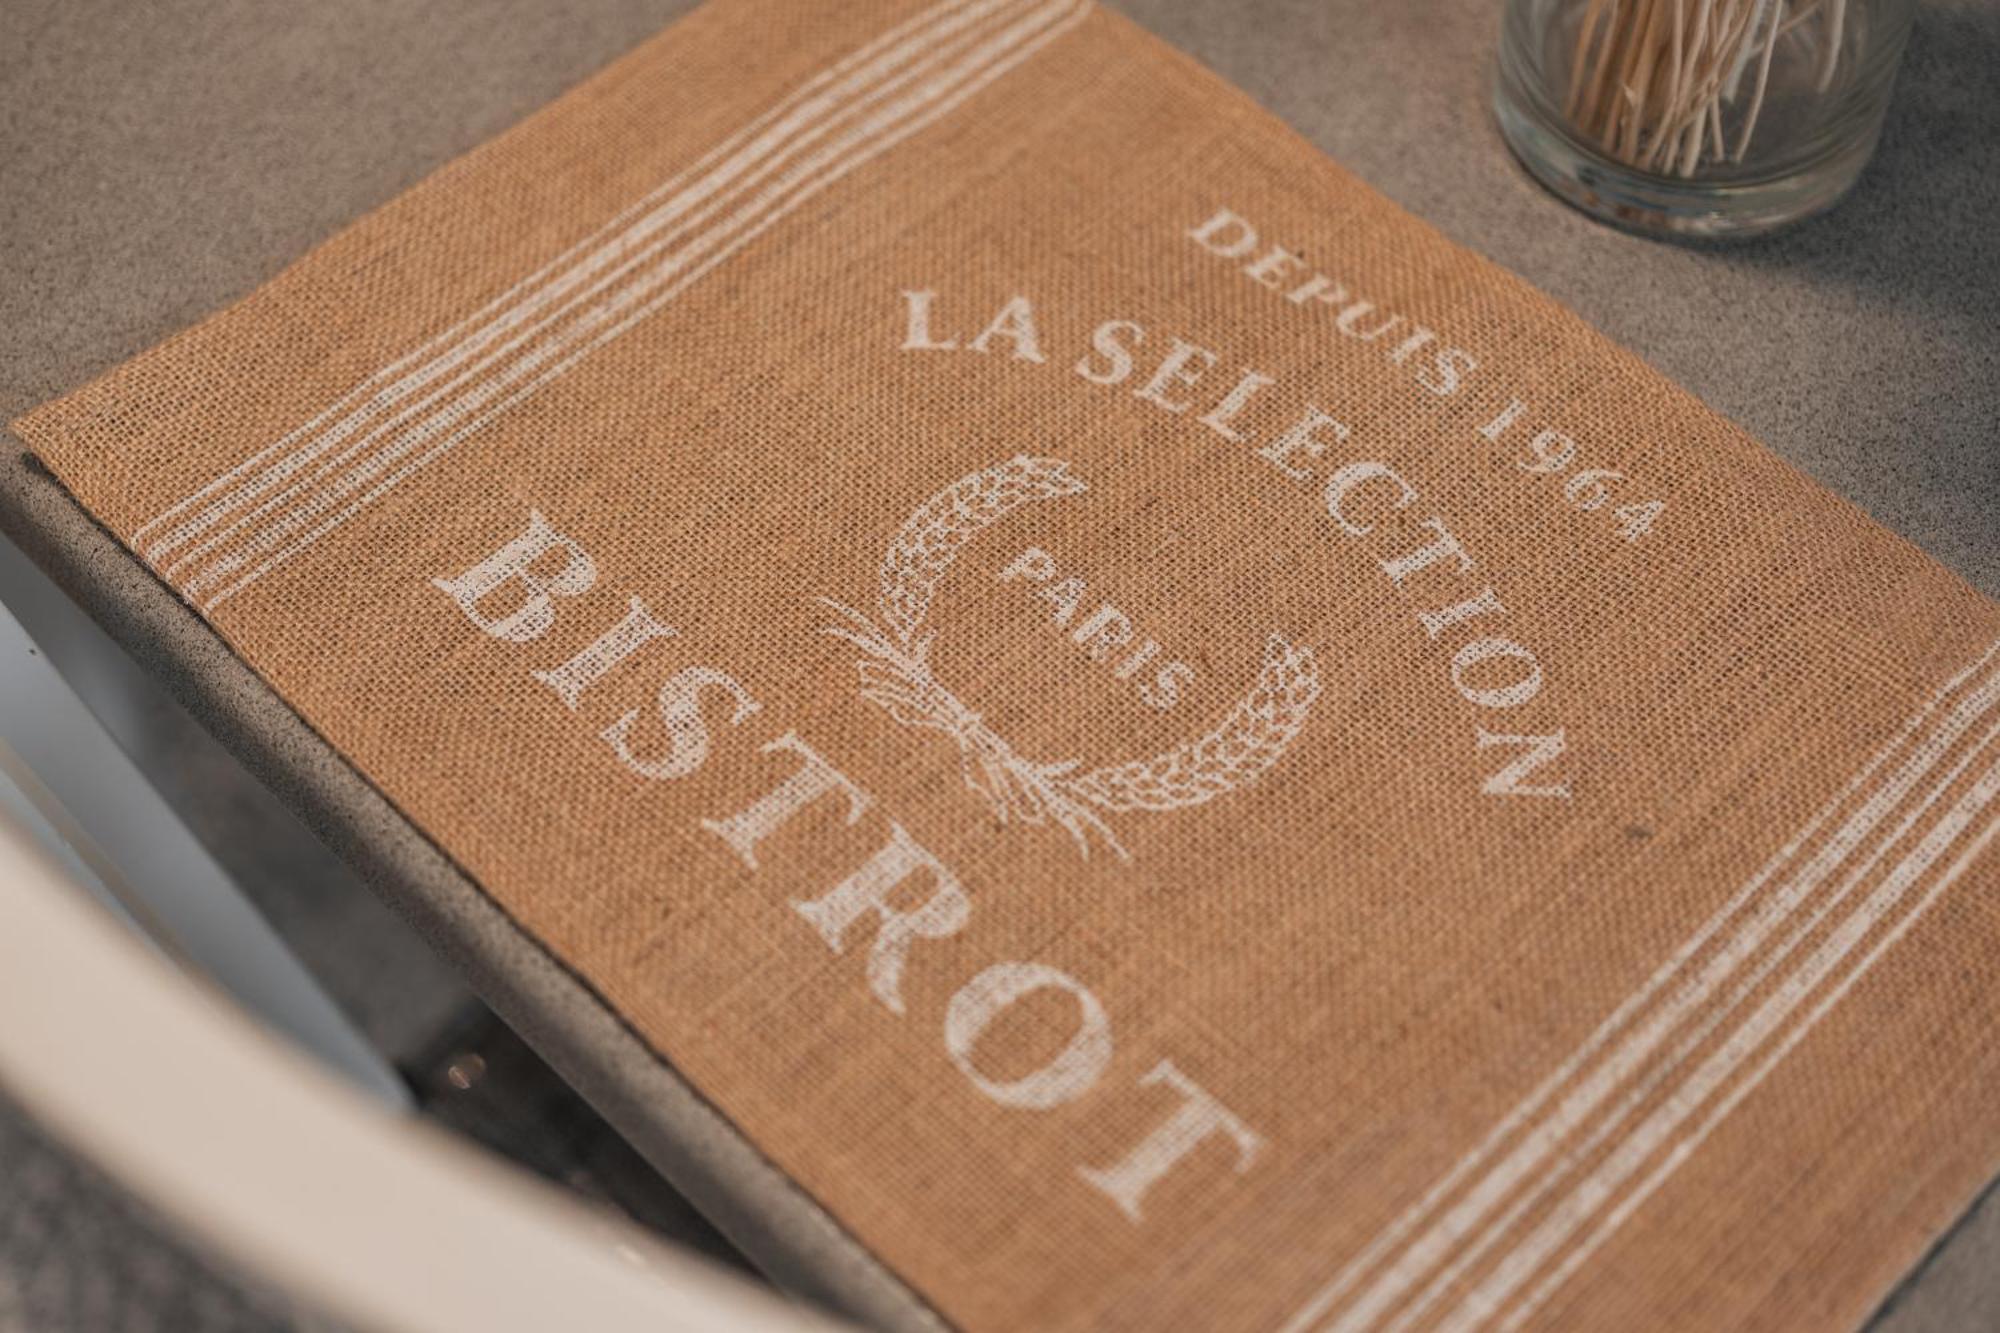 DEPUIS 1964
LA SELECTION
PARIS
BISTROT